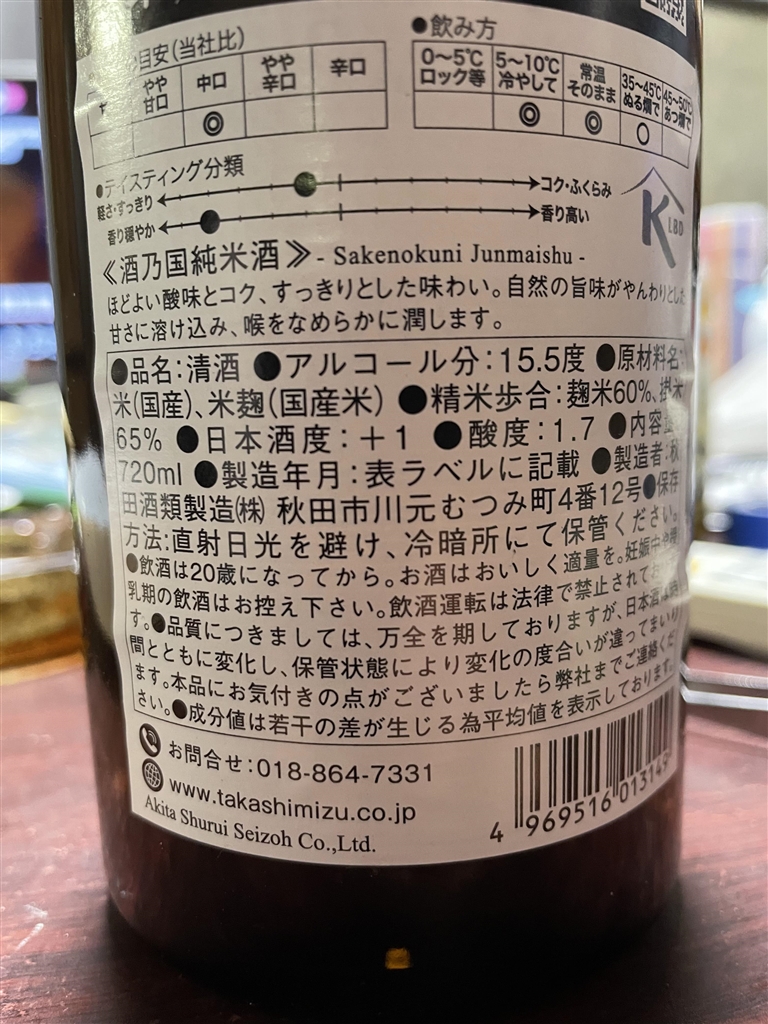 目安(当社比)
●飲み方
やや甘口
中口
やや辛口
辛口
0〜5℃ ロック等
5〜10℃ 冷やして
常温 そのまま
35〜45℃ ぬる燗で
45〜50℃ あつ燗で
◎ ◎ ◎ ○
●テイスティング分類
軽さ・すっきり コク・ふくらみ
香り穏やか 香り高い
K LBD
≪酒乃国純米酒≫- Sakenokuni Junmaishu -
ほどよい酸味とコク、すっきりとした味わい。自然の旨味がやんわりとした
甘さに溶け込み、喉をなめらかに潤します。
●品名:清酒 ●アルコール分:15.5度 ●原材料名:
米(国産)、米麹(国産米) ●精米歩合:麹米60%、掛米
65% ●日本酒度:+1 ●酸度:1.7 ●内容量
720ml ●製造年月:表ラベルに記載 ●製造者:秋
田酒類製造㈱ 秋田市川元むつみ町4番12号●保存
方法:直射日光を避け、冷暗所にて保管ください。
●飲酒は20歳になってから。お酒はおいしく適量を。妊娠中や授
乳期の飲酒はお控え下さい。飲酒運転は法律で禁止されてお
す。●品質につきましては、万全を期しておりますが、日本酒は時
間とともに変化し、保管状態により変化の度合いが違ってまいり
ます。本品にお気付きの点がございましたら弊社までご連絡くだ
さい。●成分値は若干の差が生じる為平均値を表示しております。
お問合せ:018-864-7331
www.takashimizu.co.jp
Akita Shurui Seizoh Co.,Ltd.
4 969516 013149